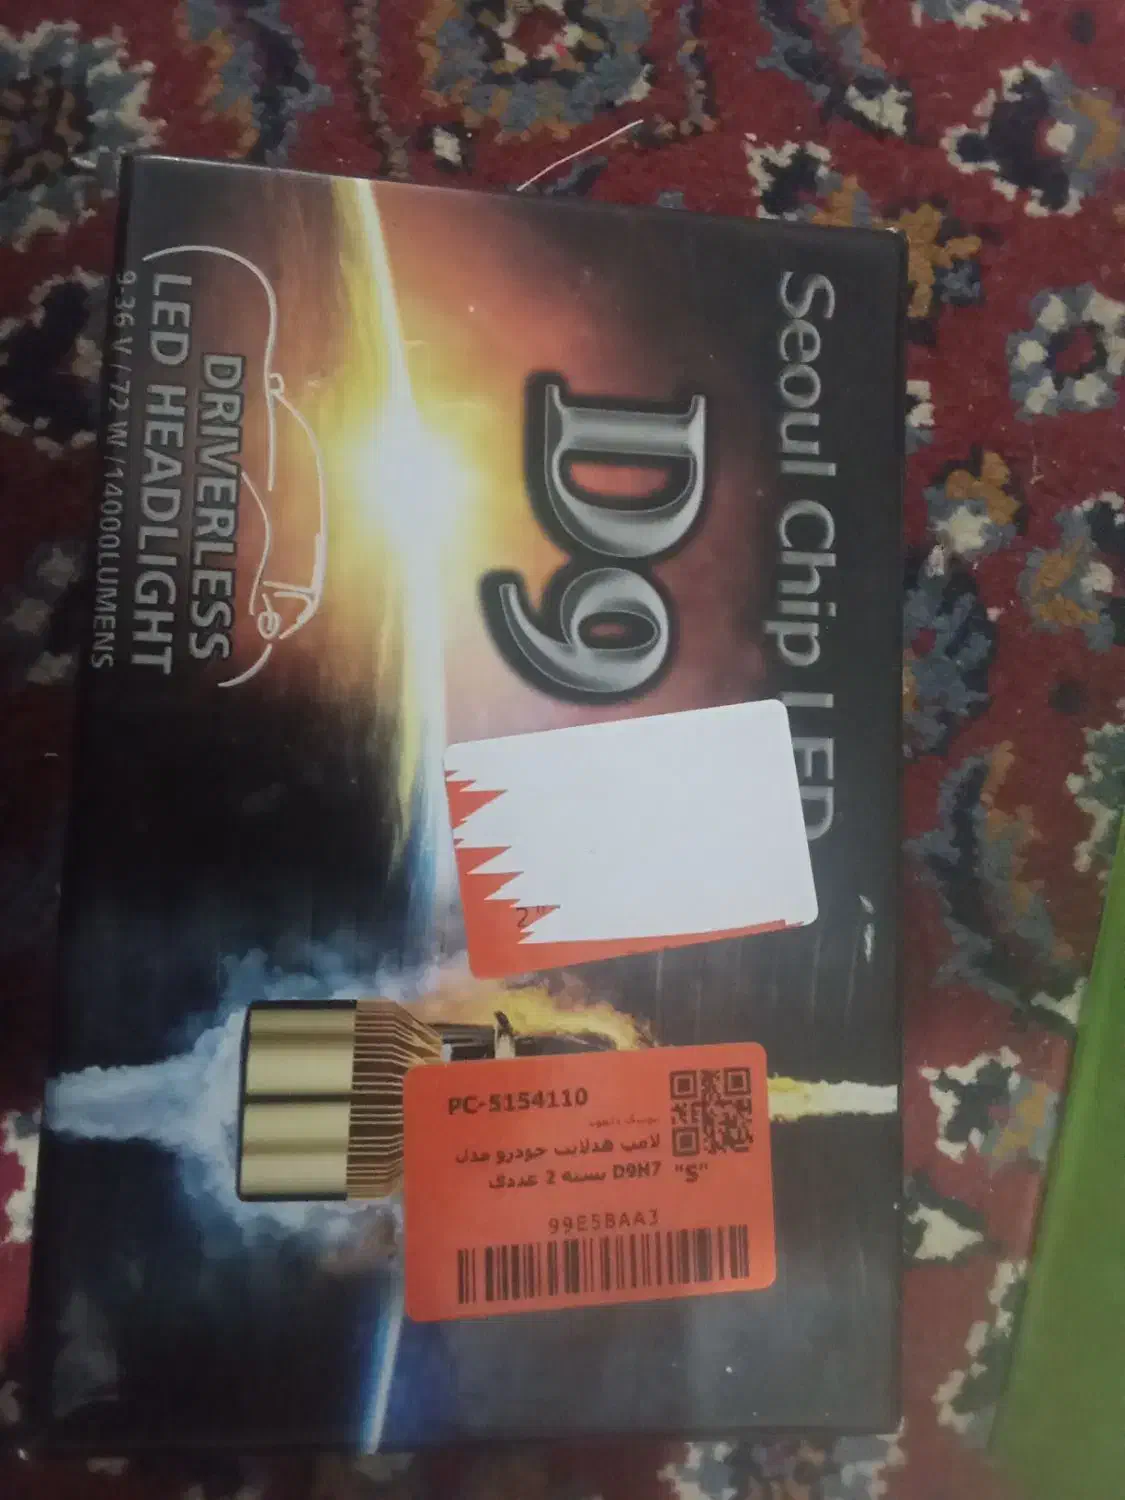 Seoul Chip LED
D9
DRIVERLESS
LED HEADLIGHT
9-36 V / 72 W /14000LUMENS
PC-5154110
لامپ هدلایت خودرو مدل
D9H7 بسته 2 عددی
"S"
99E5BAA3